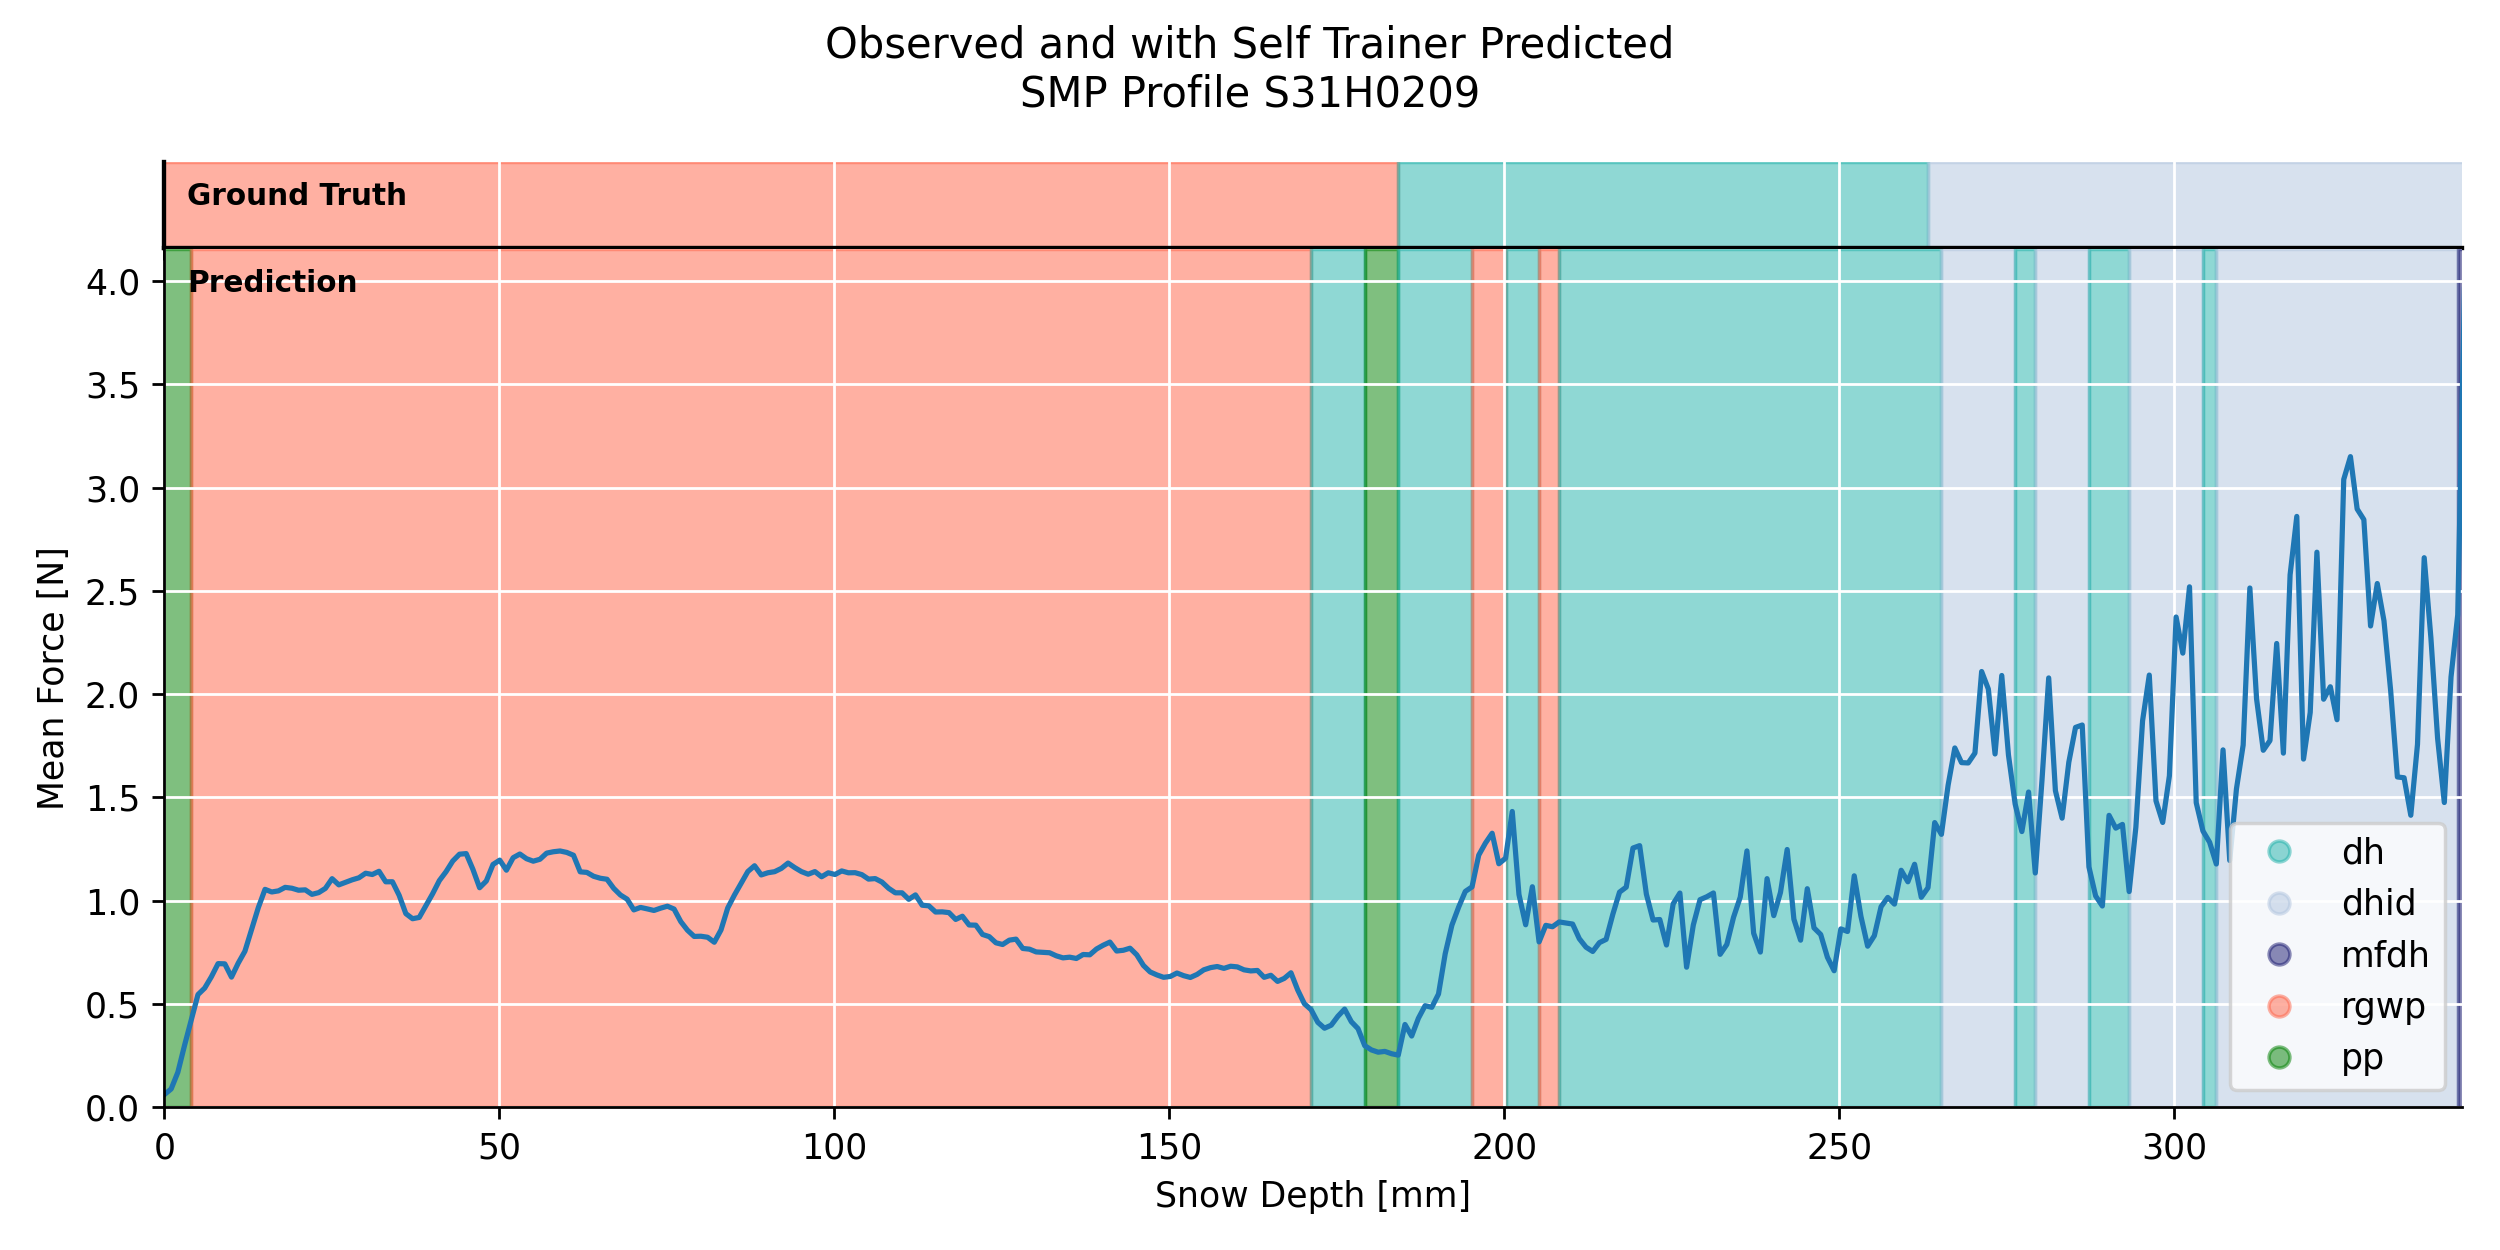 Observed and with Self Trainer Predicted
SMP Profile S31H0209
Ground Truth
Prediction
4.0
3.5
3.0
2.5
2.0
1.5
1.0
0.5
0.0
Mean Force [N]
dh
dhid
mfdh
rgwp
pp
0 50 100 150 200 250 300
Snow Depth [mm]